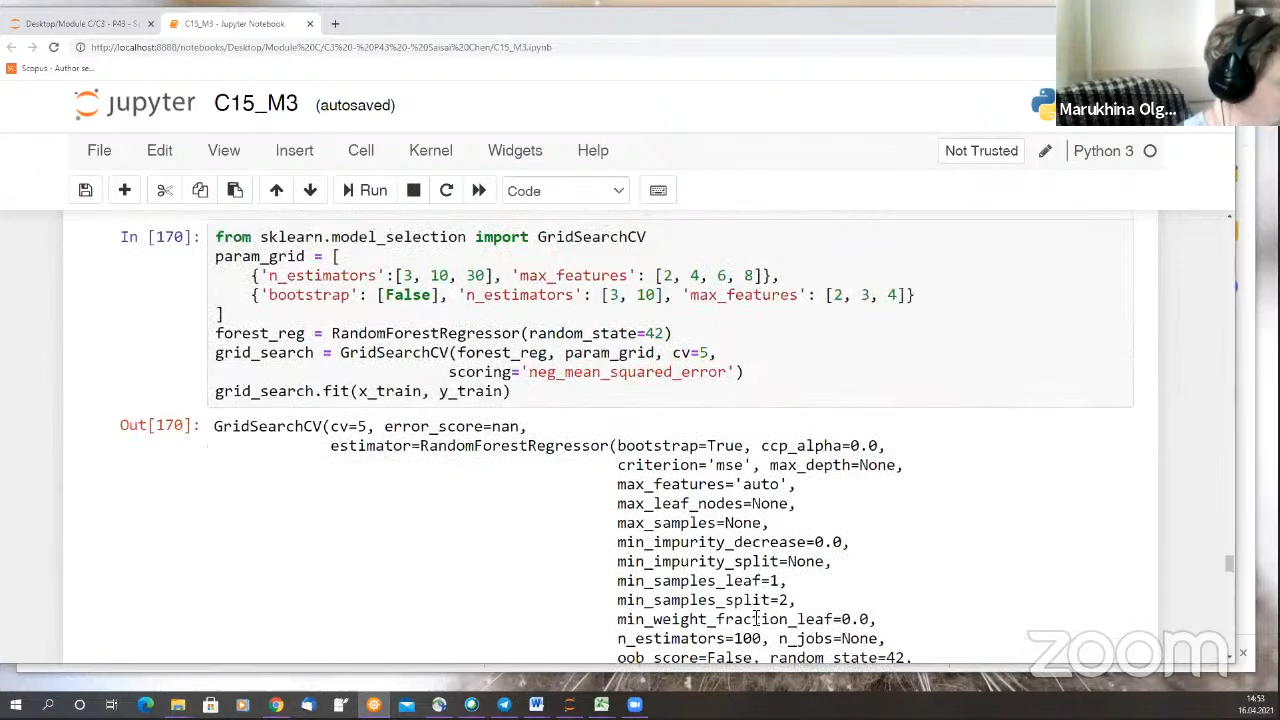 Desktop/Module C/C3 - P43 - S
C15_M3 - Jupyter Notebook
http://localhost:8888/notebooks/Desktop/Module%20C/C3%20-%20P43%20-%20Saisai%20Chen/C15_M3.ipynb
Scopus - Author se...
jupyter C15_M3 (autosaved)
Marukhina Olg...
File Edit View Insert Cell Kernel Widgets Help Not Trusted Python 3
Run Code
In [170]: from sklearn.model_selection import GridSearchCV
param_grid = [
{'n_estimators':[3, 10, 30], 'max_features': [2, 4, 6, 8]},
{'bootstrap': [False], 'n_estimators': [3, 10], 'max_features': [2, 3, 4]}
]
forest_reg = RandomForestRegressor(random_state=42)
grid_search = GridSearchCV(forest_reg, param_grid, cv=5,
scoring='neg_mean_squared_error')
grid_search.fit(x_train, y_train)
Out[170]: GridSearchCV(cv=5, error_score=nan,
estimator=RandomForestRegressor(bootstrap=True, ccp_alpha=0.0,
criterion='mse', max_depth=None,
max_features='auto',
max_leaf_nodes=None,
max_samples=None,
min_impurity_decrease=0.0,
min_impurity_split=None,
min_samples_leaf=1,
min_samples_split=2,
min_weight_fraction_leaf=0.0,
n_estimators=100, n_jobs=None,
oob_score=False, random_state=42,
zoom
14:53
16.04.2021